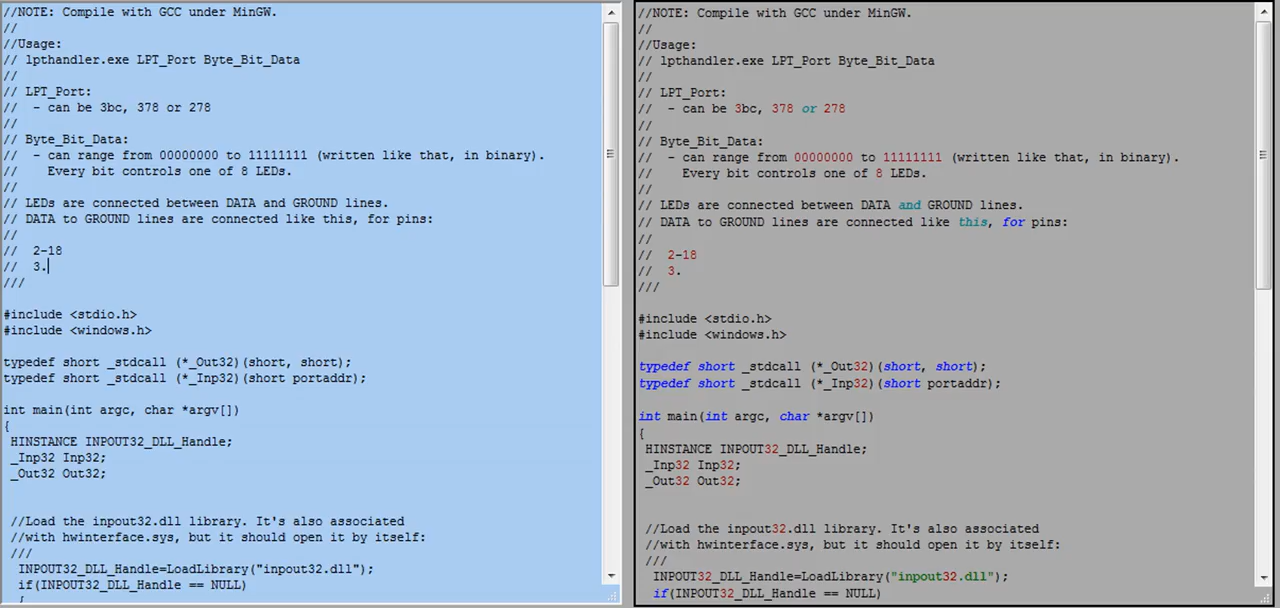 //NOTE: Compile with GCC under MinGW.
//
//Usage:
// lpthandler.exe LPT_Port Byte_Bit_Data
//
// LPT_Port:
//  - can be 3bc, 378 or 278
//
// Byte_Bit_Data:
//  - can range from 00000000 to 11111111 (written like that, in binary).
//    Every bit controls one of 8 LEDs.
//
// LEDs are connected between DATA and GROUND lines.
// DATA to GROUND lines are connected like this, for pins:
//
//  2-18
//  3.
///
#include <stdio.h>
#include <windows.h>
typedef short _stdcall (*_Out32)(short, short);
typedef short _stdcall (*_Inp32)(short portaddr);
int main(int argc, char *argv[])
{
 HINSTANCE INPOUT32_DLL_Handle;
 _Inp32 Inp32;
 _Out32 Out32;
 //Load the inpout32.dll library. It's also associated
 //with hwinterface.sys, but it should open it by itself:
 ///
  INPOUT32_DLL_Handle=LoadLibrary("inpout32.dll");
  if(INPOUT32_DLL_Handle == NULL)
//NOTE: Compile with GCC under MinGW.
//
//Usage:
// lpthandler.exe LPT_Port Byte_Bit_Data
//
// LPT_Port:
//  - can be 3bc, 378 or 278
//
// Byte_Bit_Data:
//  - can range from 00000000 to 11111111 (written like that, in binary).
//    Every bit controls one of 8 LEDs.
//
// LEDs are connected between DATA and GROUND lines.
// DATA to GROUND lines are connected like this, for pins:
//
//  2-18
//  3.
///
#include <stdio.h>
#include <windows.h>
typedef short _stdcall (*_Out32)(short, short);
typedef short _stdcall (*_Inp32)(short portaddr);
int main(int argc, char *argv[])
{
 HINSTANCE INPOUT32_DLL_Handle;
 _Inp32 Inp32;
 _Out32 Out32;
 //Load the inpout32.dll library. It's also associated
 //with hwinterface.sys, but it should open it by itself:
 ///
  INPOUT32_DLL_Handle=LoadLibrary("inpout32.dll");
  if(INPOUT32_DLL_Handle == NULL)